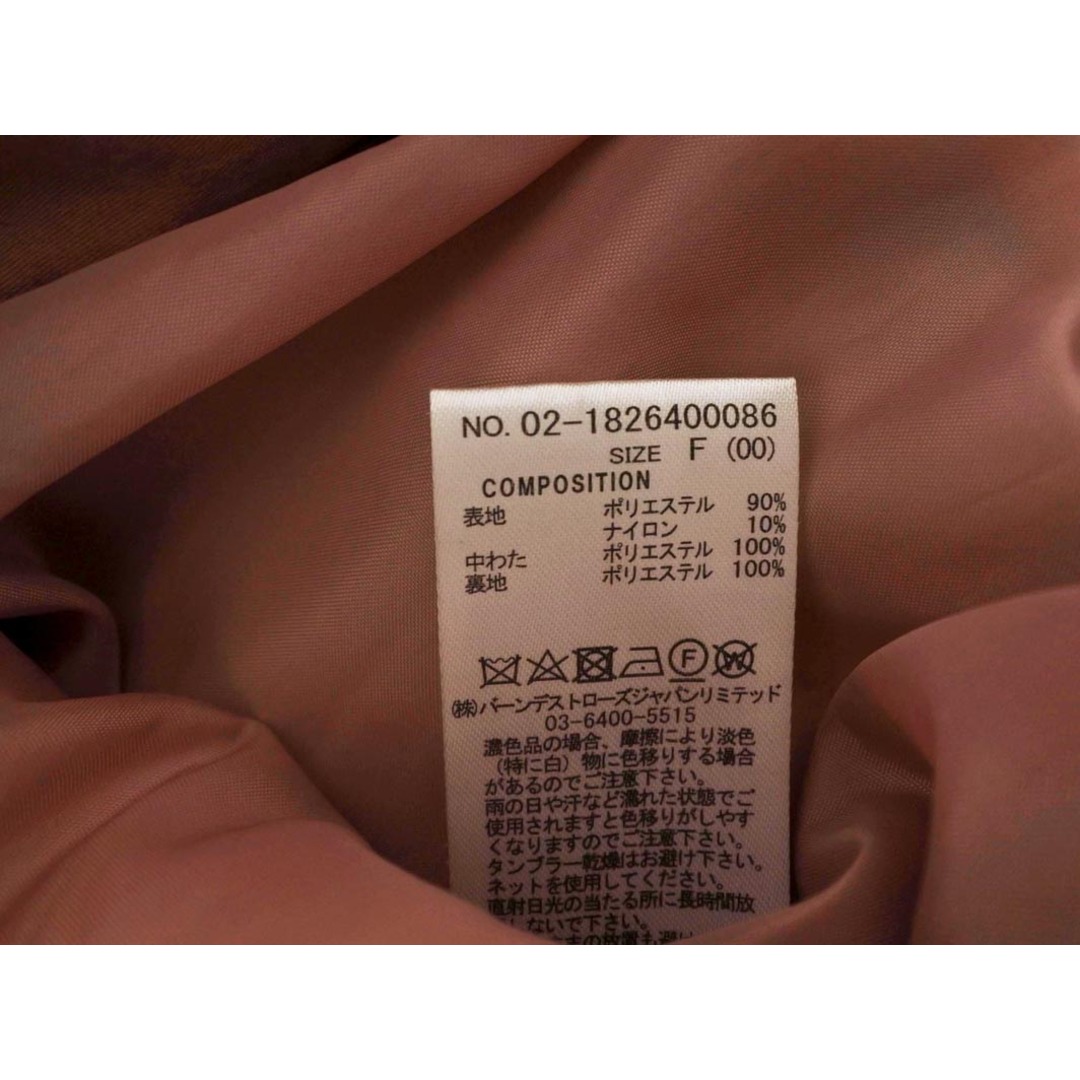 NO. 02-1826400086
SIZE F (00)
COMPOSITION
表地 ポリエステル 90%
ナイロン 10%
中わた ポリエステル 100%
裏地 ポリエステル 100%
F W
(株)バーンデストローズジャパンリミテッド
03-6400-5515
濃色品の場合、摩擦により淡色
(特に白)物に色移りする場合
があるのでご注意下さい。
雨の日や汗など濡れた状態でご
使用されますと色移りがしやす
くなりますのでご注意下さい。
タンブラー乾燥はお避け下さい。
ネットを使用してください。
直射日光の当たる所に長時間放
しないで下さい。
まの放置も避